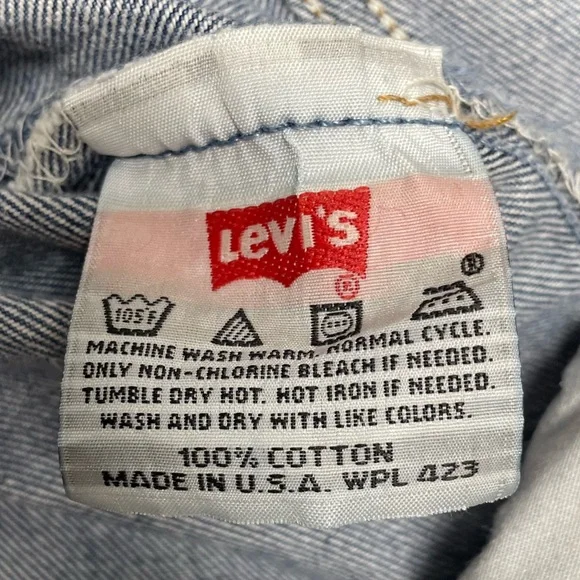 LEVI'S
®
®
105°F
MACHINE WASH WARM. NORMAL CYCLE.
ONLY NON-CHLORINE BLEACH IF NEEDED.
TUMBLE DRY HOT. HOT IRON IF NEEDED.
WASH AND DRY WITH LIKE COLORS.
100% COTTON
MADE IN U.S.A. WPL 423